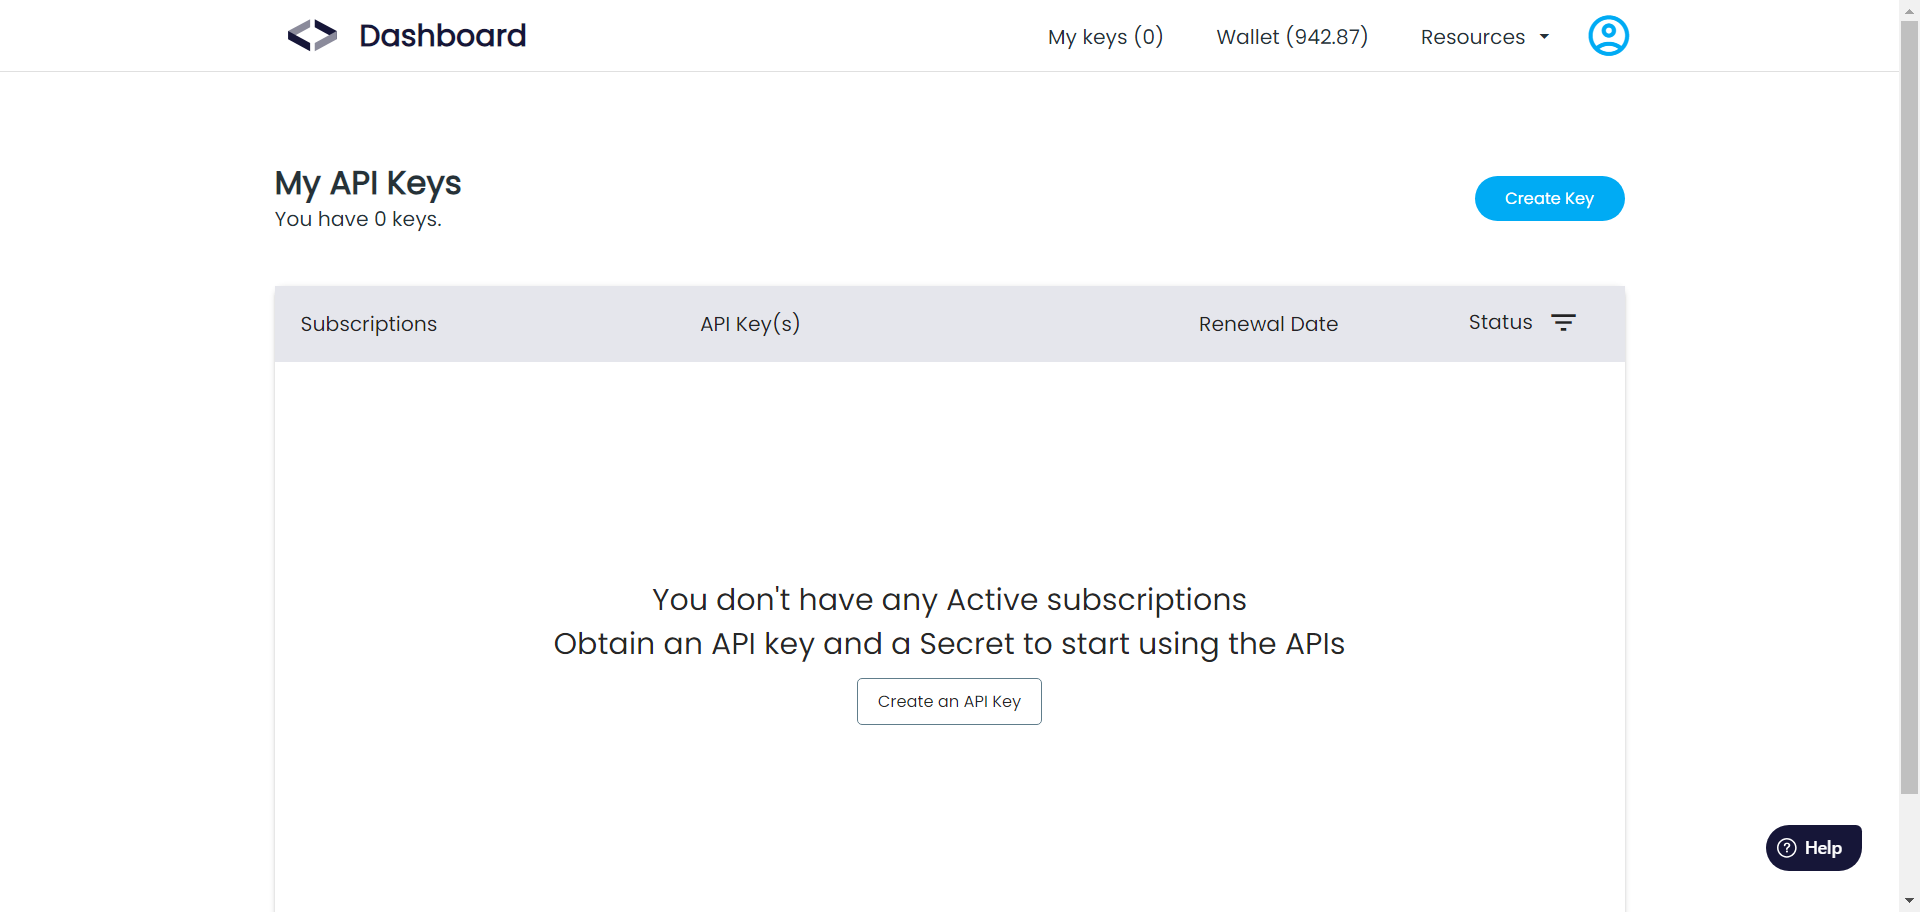 Dashboard
My keys (0)
Wallet (942.87)
Resources
My API Keys
You have 0 keys.
Create Key
Subscriptions
API Key(s)
Renewal Date
Status
You don't have any Active subscriptions
Obtain an API key and a Secret to start using the APIs
Create an API Key
? Help